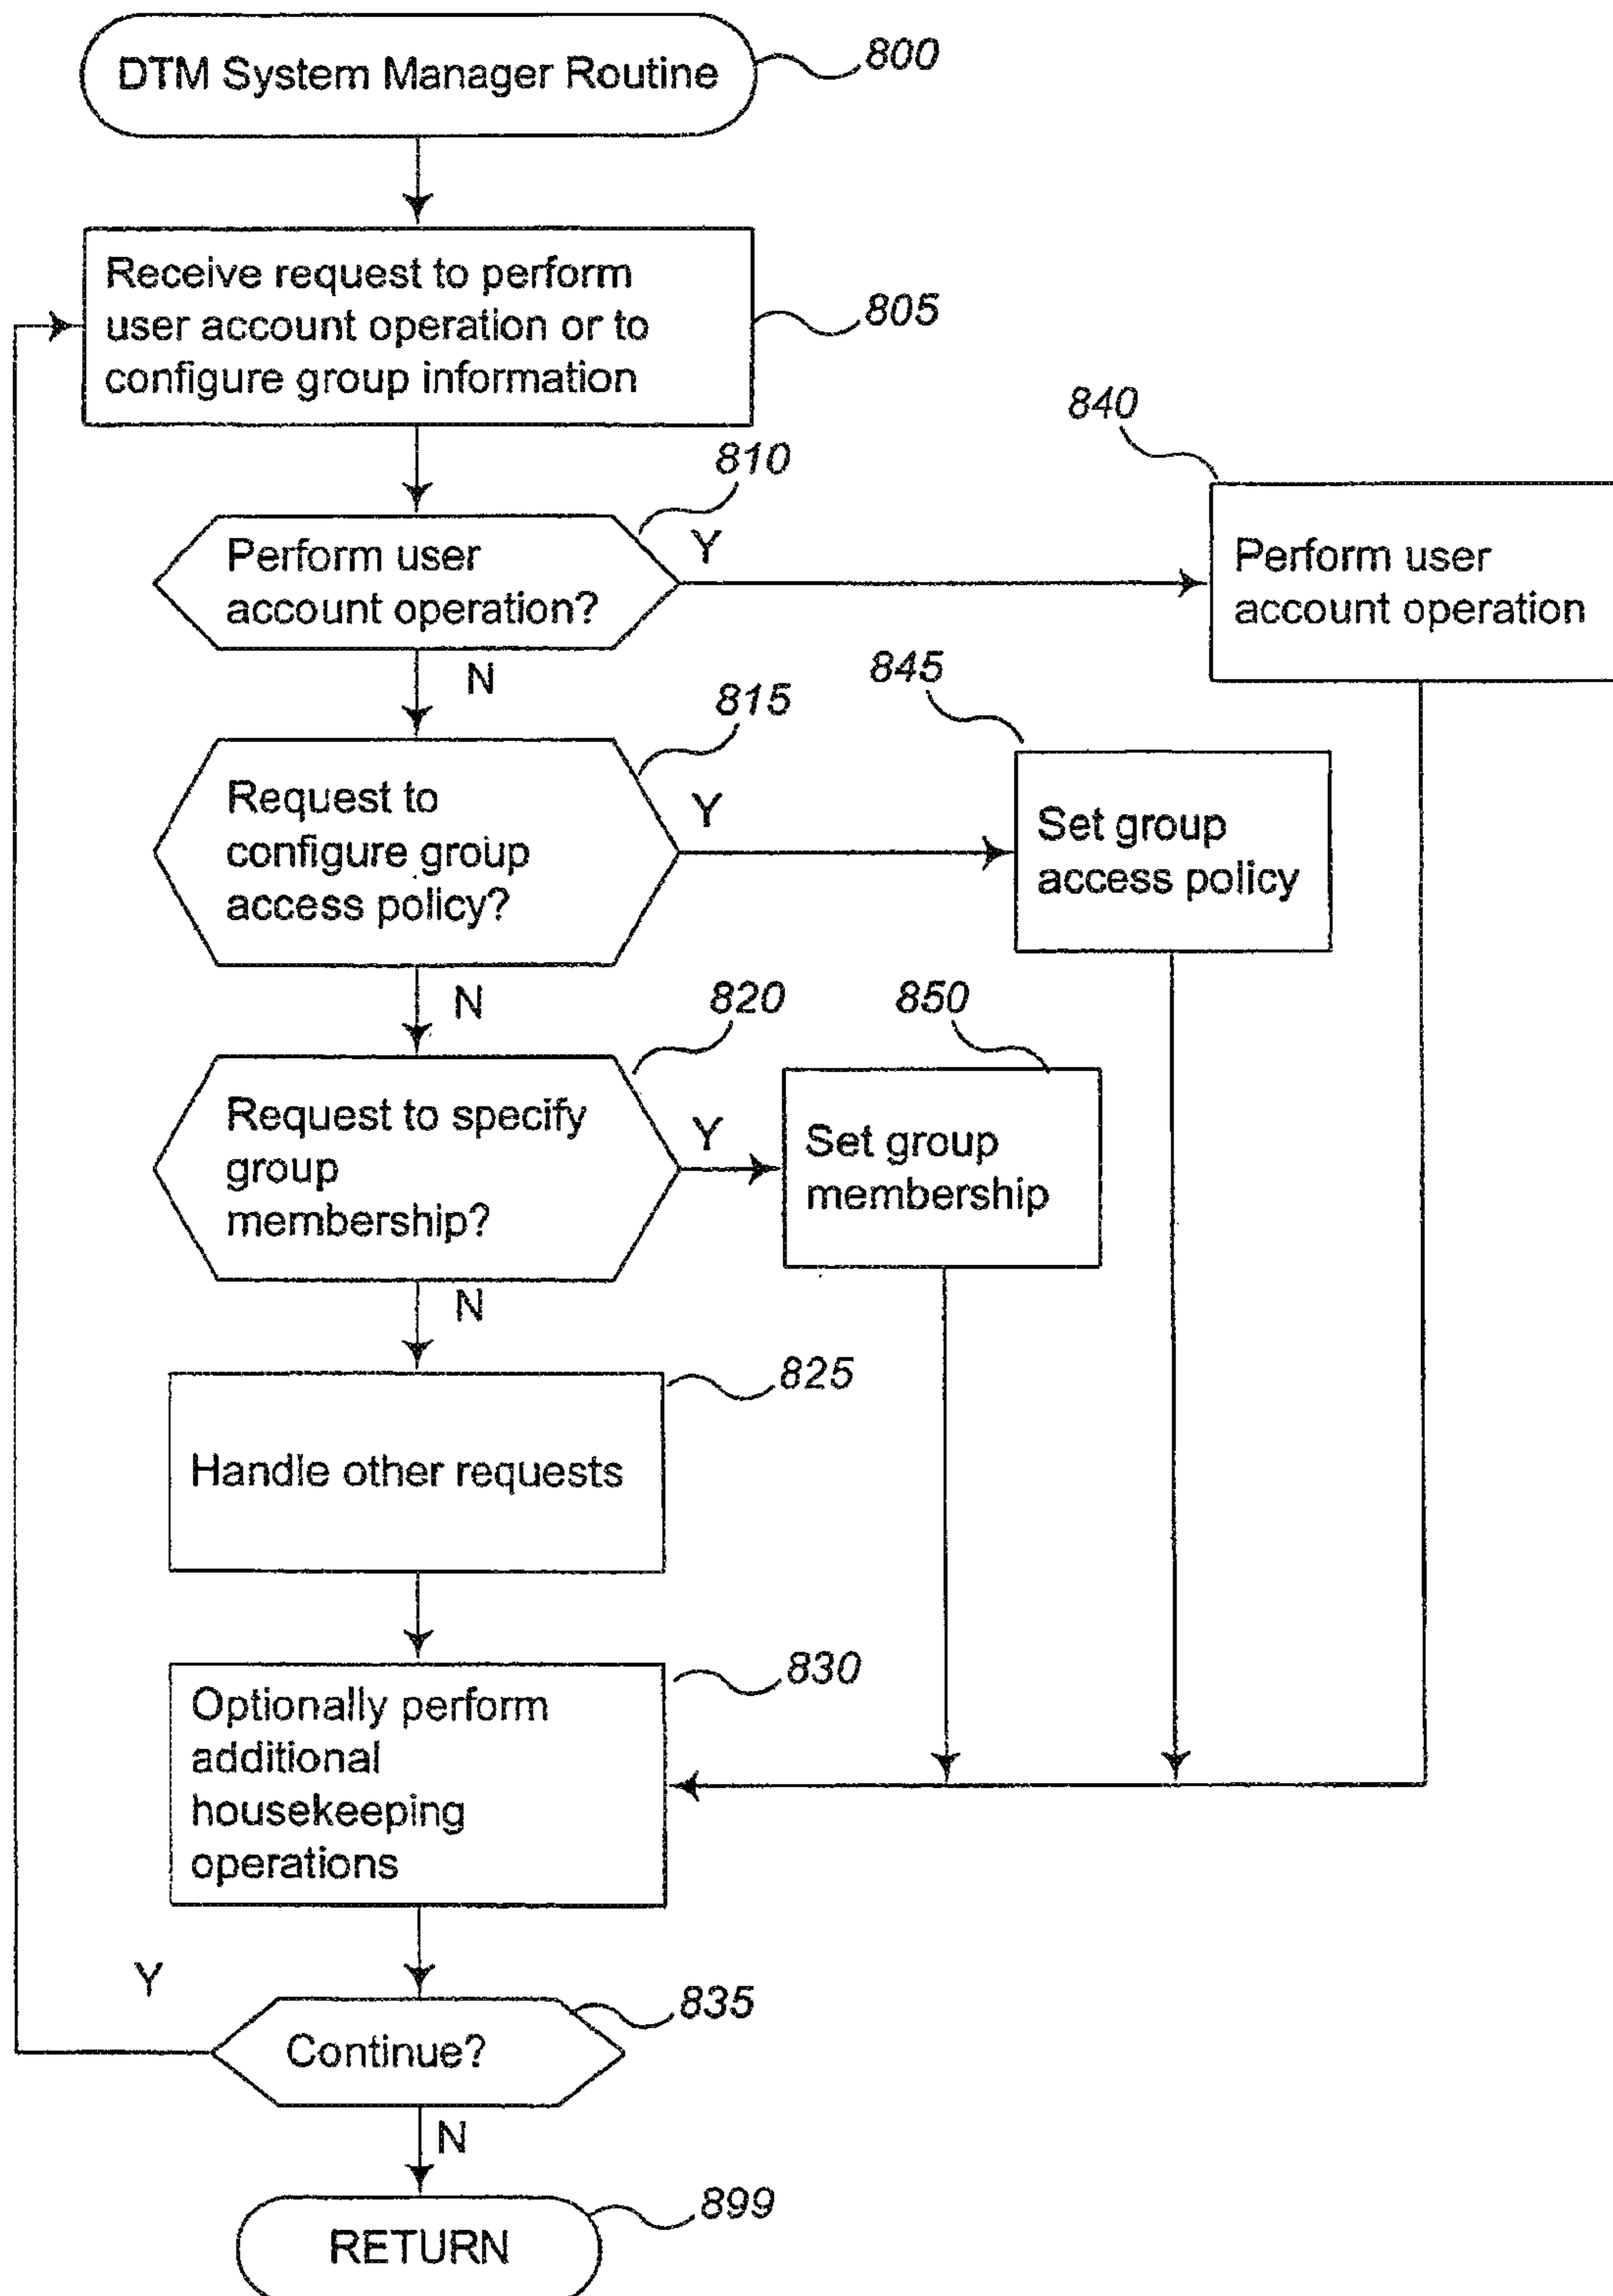 DTM System Manager Routine
800
Receive request to perform
user account operation or to
configure group information
805
810
Perform user
account operation?
Y
N
840
Perform user
account operation
815
Request to
configure group
access policy?
Y
N
845
Set group
access policy
820
Request to specify
group
membership?
Y
N
850
Set group
membership
825
Handle other requests
830
Optionally perform
additional
housekeeping
operations
Y
835
Continue?
N
899
RETURN